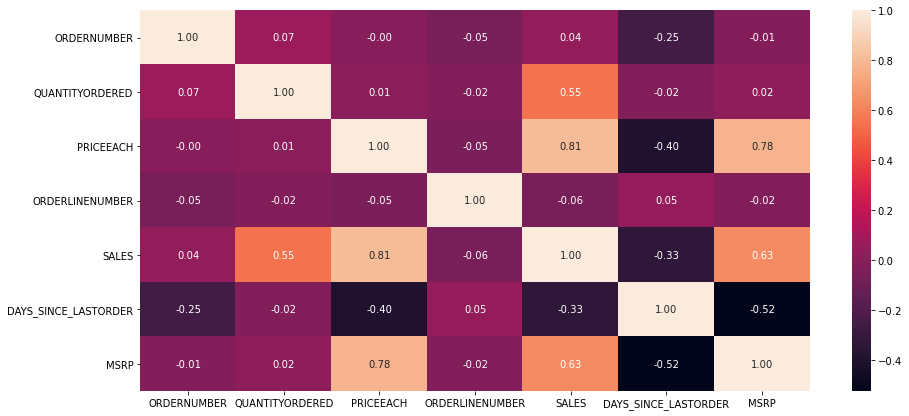 ORDERNUMBER 1.00 0.07 -0.00 -0.05 0.04 -0.25 -0.01
QUANTITYORDERED 0.07 1.00 0.01 -0.02 0.55 -0.02 0.02
PRICEEACH -0.00 0.01 1.00 -0.05 0.81 -0.40 0.78
ORDERLINENUMBER -0.05 -0.02 -0.05 1.00 -0.06 0.05 -0.02
SALES 0.04 0.55 0.81 -0.06 1.00 -0.33 0.63
DAYS_SINCE_LASTORDER -0.25 -0.02 -0.40 0.05 -0.33 1.00 -0.52
MSRP -0.01 0.02 0.78 -0.02 0.63 -0.52 1.00
ORDERNUMBER QUANTITYORDERED PRICEEACH ORDERLINENUMBER SALES DAYS_SINCE_LASTORDER MSRP
1.0
0.8
0.6
0.4
0.2
0.0
−0.2
−0.4